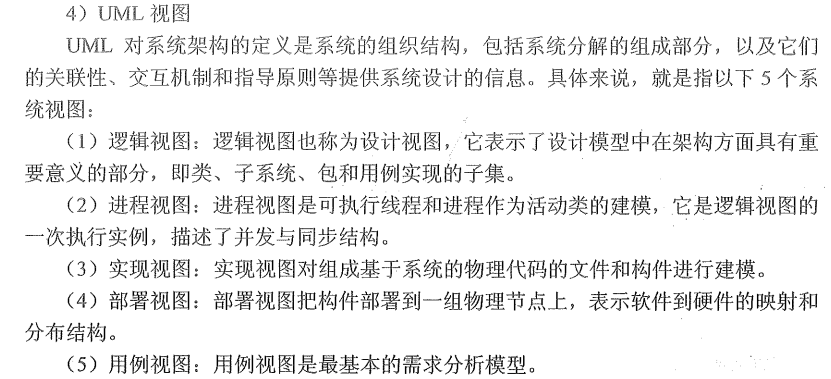 4）UML 视图
UML 对系统架构的定义是系统的组织结构，包括系统分解的组成部分，以及它们
的关联性、交互机制和指导原则等提供系统设计的信息。具体来说，就是指以下 5 个系
统视图：
（1）逻辑视图：逻辑视图也称为设计视图，它表示了设计模型中在架构方面具有重
要意义的部分，即类、子系统、包和用例实现的子集。
（2）进程视图：进程视图是可执行线程和进程作为活动类的建模，它是逻辑视图的
一次执行实例，描述了并发与同步结构。
（3）实现视图：实现视图对组成基于系统的物理代码的文件和构件进行建模。
（4）部署视图：部署视图把构件部署到一组物理节点上，表示软件到硬件的映射和
分布结构。
（5）用例视图：用例视图是最基本的需求分析模型。